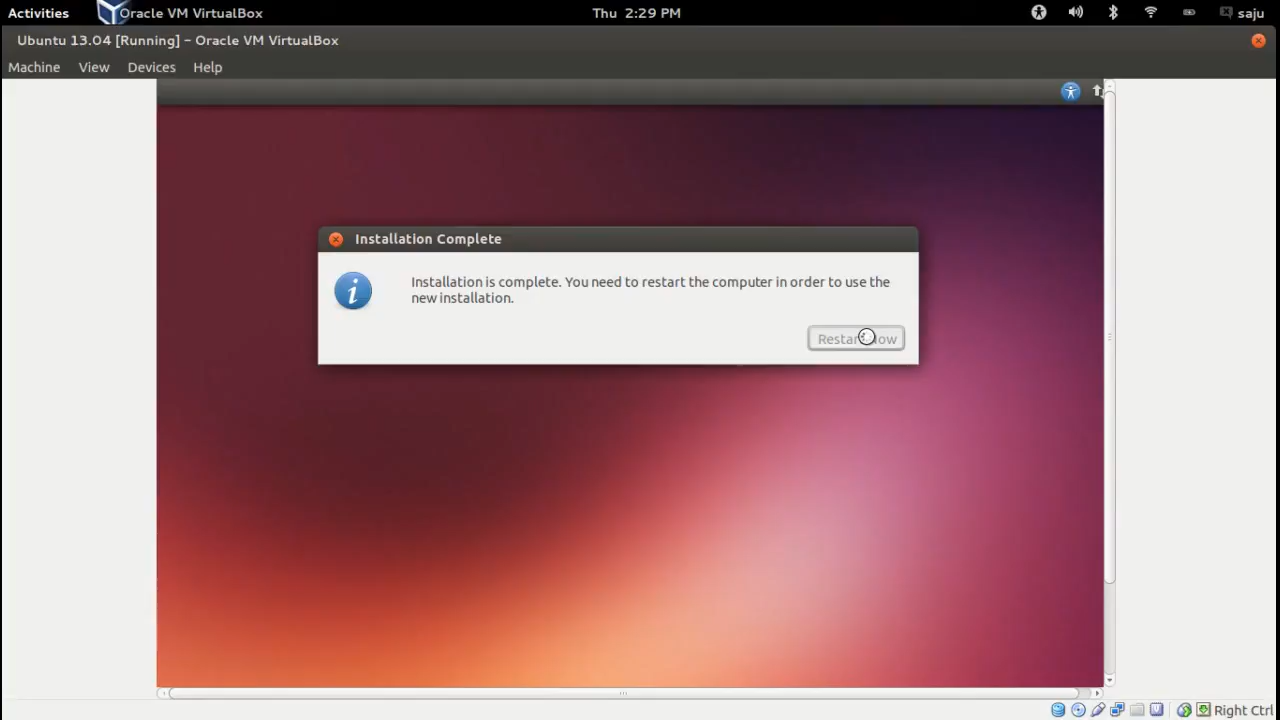 Activities
Oracle VM VirtualBox
Thu 2:29 PM
saju
Ubuntu 13.04 [Running] – Oracle VM VirtualBox
Machine View Devices Help
Installation Complete
Installation is complete. You need to restart the computer in order to use the
new installation.
Restart Now
Right Ctrl